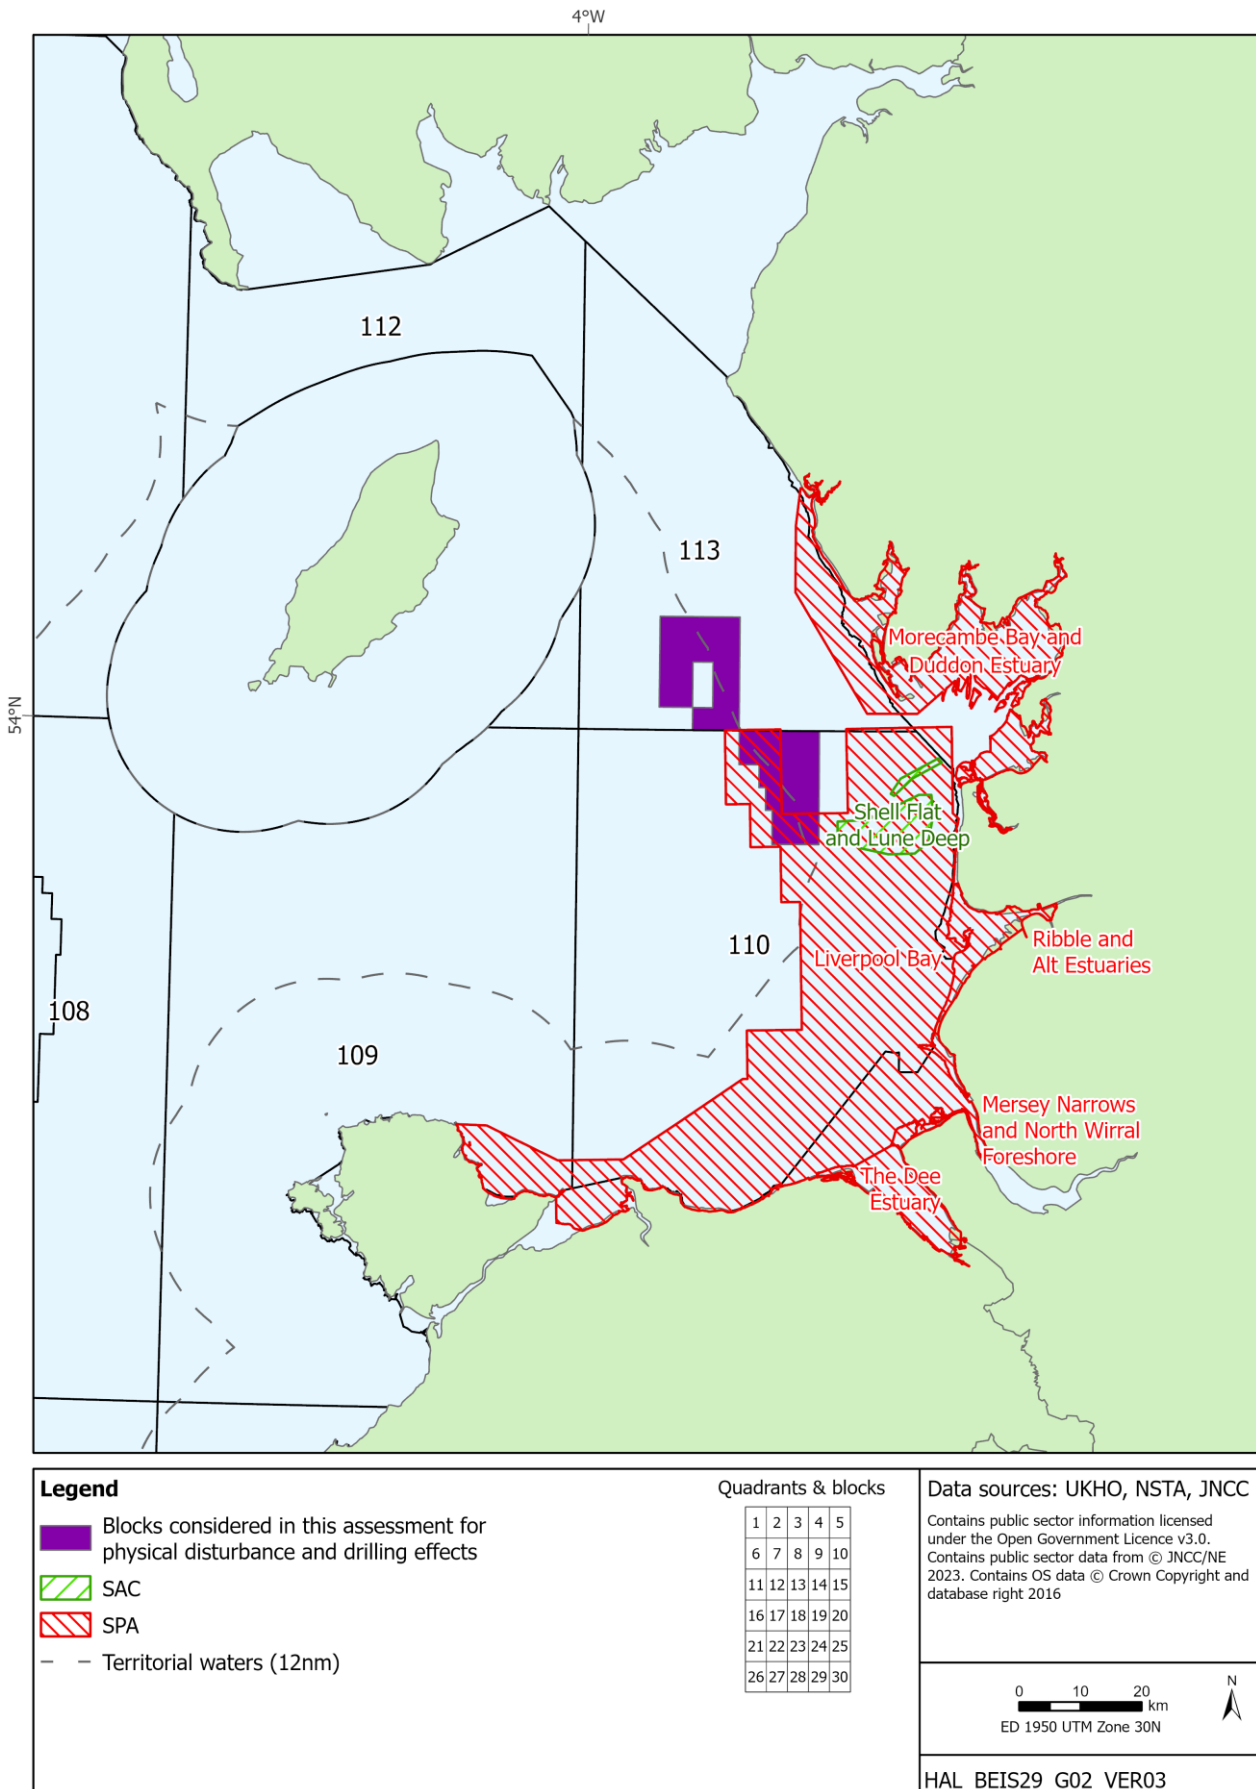 4°W
54°N
112
113
Morecambe Bay and
Duddon Estuary
Shell Flat
and Lune Deep
110
Liverpool Bay
Ribble and
Alt Estuaries
108
109
Mersey Narrows
and North Wirral
Foreshore
The Dee
Estuary
Legend
Blocks considered in this assessment for
physical disturbance and drilling effects
SAC
SPA
Territorial waters (12nm)
Quadrants & blocks
1 2 3 4 5
6 7 8 9 10
11 12 13 14 15
16 17 18 19 20
21 22 23 24 25
26 27 28 29 30
Data sources: UKHO, NSTA, JNCC
Contains public sector information licensed
under the Open Government Licence v3.0.
Contains public sector data from © JNCC/NE
2023. Contains OS data © Crown Copyright and
database right 2016
0 10 20
km
N
ED 1950 UTM Zone 30N
HAL_BEIS29_G02_VER03